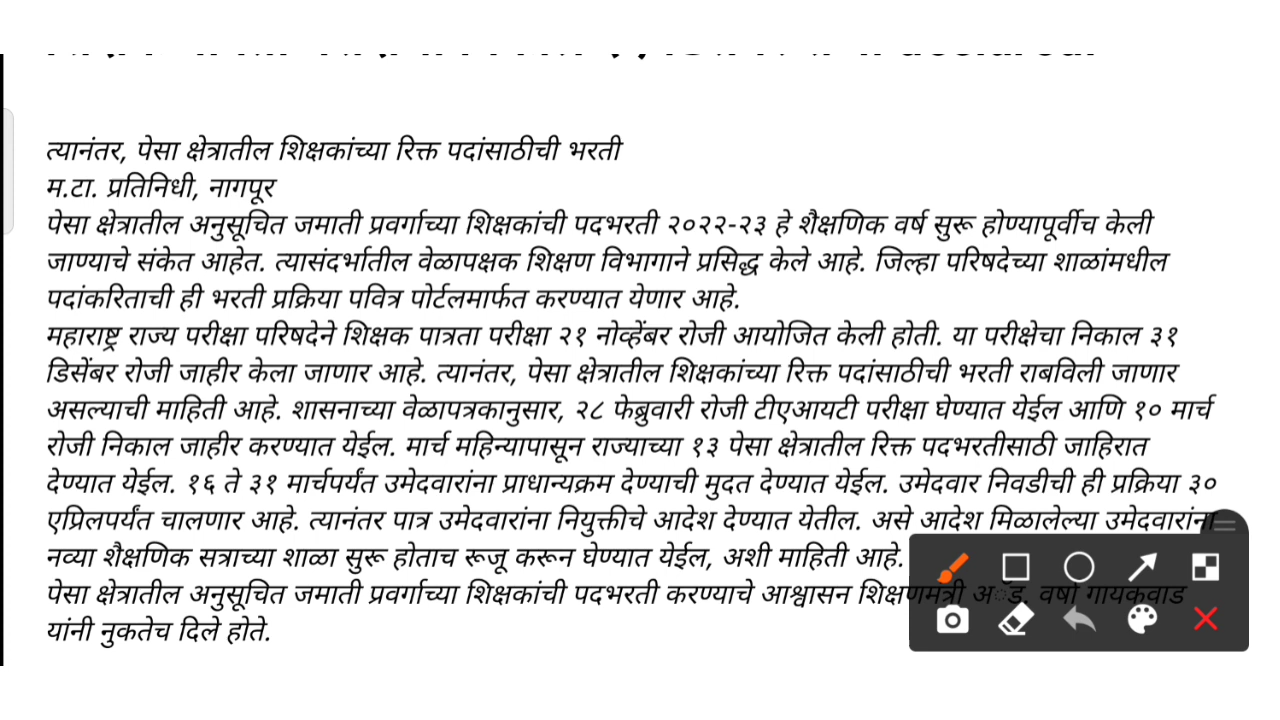 त्यानंतर, पेसा क्षेत्रातील शिक्षकांच्या रिक्त पदांसाठीची भरती
म.टा. प्रतिनिधी, नागपूर
पेसा क्षेत्रातील अनुसूचित जमाती प्रवर्गाच्या शिक्षकांची पदभरती २०२२-२३ हे शैक्षणिक वर्ष सुरू होण्यापूर्वीच केली
जाण्याचे संकेत आहेत. त्यासंदर्भातील वेळापक्षक शिक्षण विभागाने प्रसिद्ध केले आहे. जिल्हा परिषदेच्या शाळांमधील
पदांकरिताची ही भरती प्रक्रिया पवित्र पोर्टलमार्फत करण्यात येणार आहे.
महाराष्ट्र राज्य परीक्षा परिषदेने शिक्षक पात्रता परीक्षा २१ नोव्हेंबर रोजी आयोजित केली होती. या परीक्षेचा निकाल ३१
डिसेंबर रोजी जाहीर केला जाणार आहे. त्यानंतर, पेसा क्षेत्रातील शिक्षकांच्या रिक्त पदांसाठीची भरती राबविली जाणार
असल्याची माहिती आहे. शासनाच्या वेळापत्रकानुसार, २८ फेब्रुवारी रोजी टीएआयटी परीक्षा घेण्यात येईल आणि १० मार्च
रोजी निकाल जाहीर करण्यात येईल. मार्च महिन्यापासून राज्याच्या १३ पेसा क्षेत्रातील रिक्त पदभरतीसाठी जाहिरात
देण्यात येईल. १६ ते ३१ मार्चपर्यंत उमेदवारांना प्राधान्यक्रम देण्याची मुदत देण्यात येईल. उमेदवार निवडीची ही प्रक्रिया ३०
एप्रिलपर्यंत चालणार आहे. त्यानंतर पात्र उमेदवारांना नियुक्तीचे आदेश देण्यात येतील. असे आदेश मिळालेल्या उमेदवारांना
नव्या शैक्षणिक सत्राच्या शाळा सुरू होताच रूजू करून घेण्यात येईल, अशी माहिती आहे.
पेसा क्षेत्रातील अनुसूचित जमाती प्रवर्गाच्या शिक्षकांची पदभरती करण्याचे आश्वासन शिक्षणमंत्री अॅड. वर्षा गायकवाड
यांनी नुकतेच दिले होते.